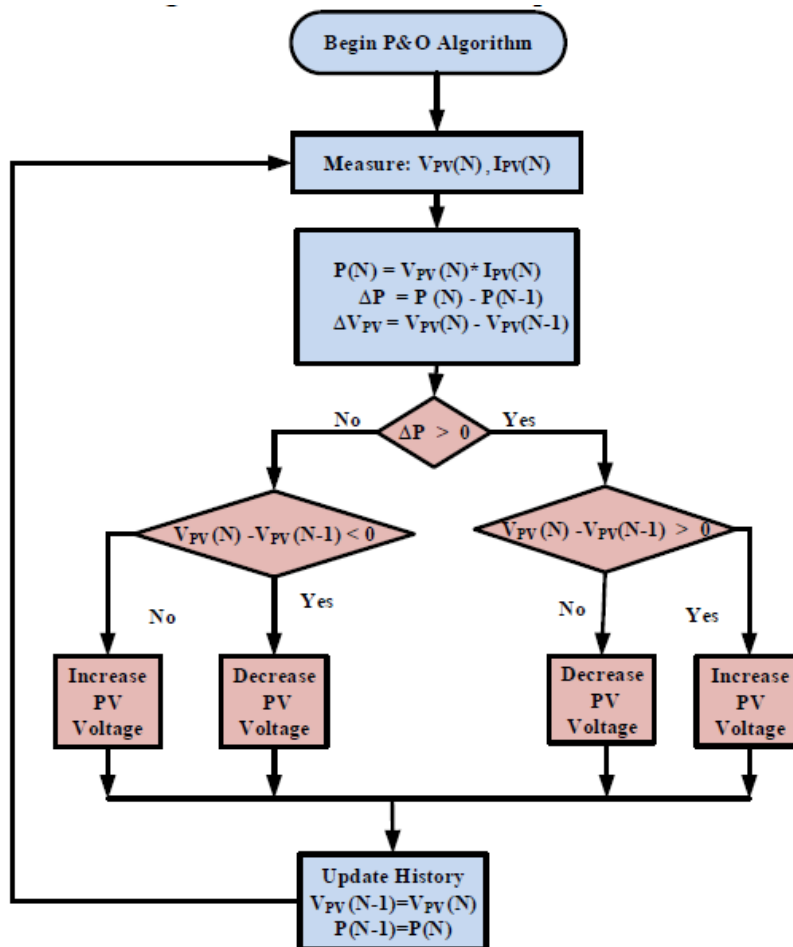 Begin P&O Algorithm
Measure: VPV(N) , IPV(N)
P(N) = VPV (N)* IPV(N)
ΔP = P (N) - P(N-1)
ΔVPV = VPV(N) - VPV(N-1)
No
ΔP > 0
Yes
VPV (N) -VPV (N-1) < 0
VPV (N) -VPV(N-1) > 0
No
Yes
No
Yes
Increase
PV
Voltage
Decrease
PV
Voltage
Decrease
PV
Voltage
Increase
PV
Voltage
Update History
VPV (N-1)=VPV (N)
P(N-1)=P(N)